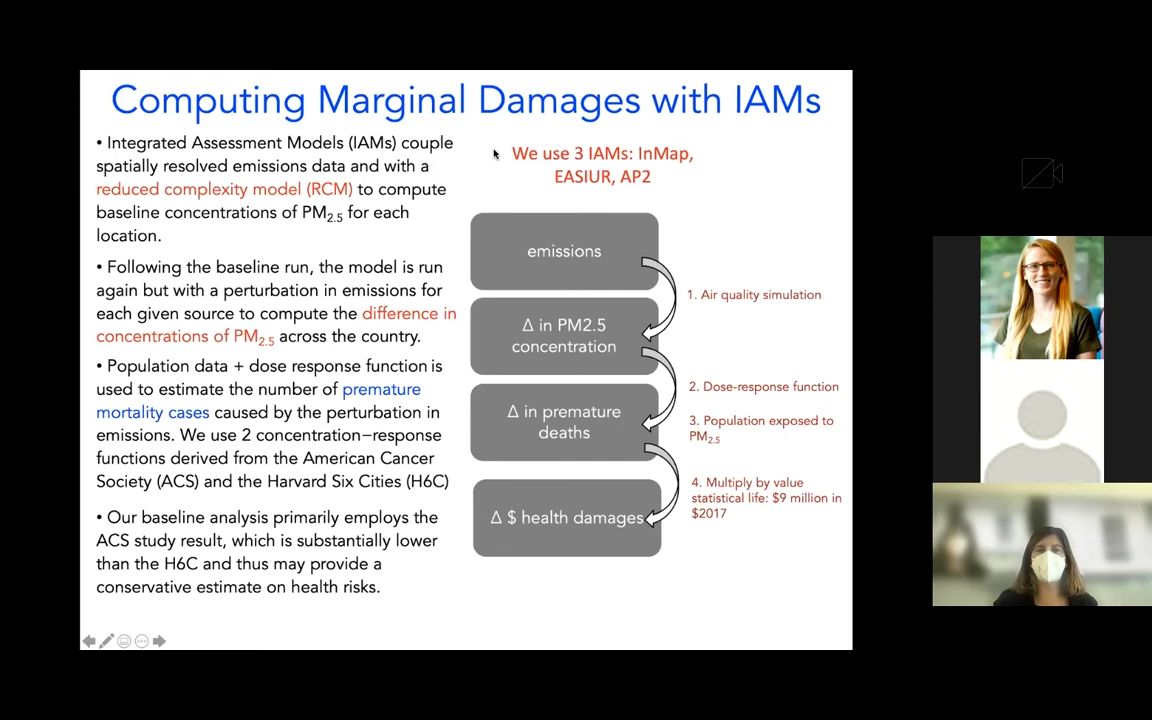 Computing Marginal Damages with IAMs
• Integrated Assessment Models (IAMs) couple
spatially resolved emissions data and with a
reduced complexity model (RCM) to compute
baseline concentrations of PM2.5 for each
location.
• Following the baseline run, the model is run
again but with a perturbation in emissions for
each given source to compute the difference in
concentrations of PM2.5 across the country.
• Population data + dose response function is
used to estimate the number of premature
mortality cases caused by the perturbation in
emissions. We use 2 concentration−response
functions derived from the American Cancer
Society (ACS) and the Harvard Six Cities (H6C)
• Our baseline analysis primarily employs the
ACS study result, which is substantially lower
than the H6C and thus may provide a
conservative estimate on health risks.
We use 3 IAMs: InMap,
EASIUR, AP2
emissions
1. Air quality simulation
Δ in PM2.5
concentration
2. Dose-response function
3. Population exposed to
PM2.5
Δ in premature
deaths
4. Multiply by value
statistical life: $9 million in
$2017
Δ $ health damages